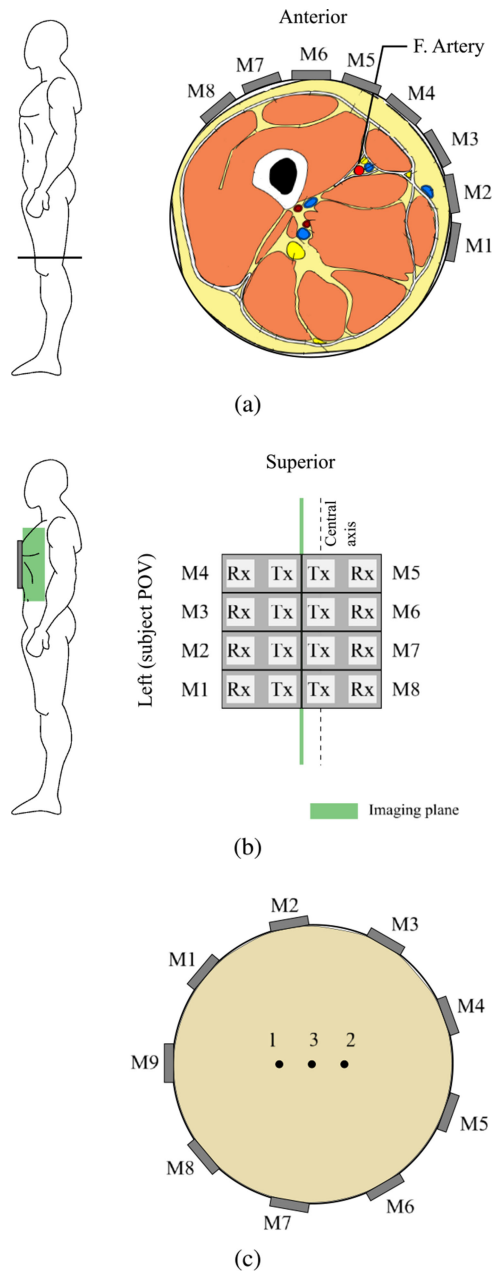 Anterior
M6
M7
M5
F. Artery
M8
M4
M3
M2
M1
(a)
Superior
Central
axis
Left (subject POV)
M4 Rx Tx Tx Rx M5
M3 Rx Tx Tx Rx M6
M2 Rx Tx Tx Rx M7
M1 Rx Tx Tx Rx M8
Imaging plane
(b)
M2
M3
M1
M4
1 3 2
M9
M5
M8
M6
M7
(c)